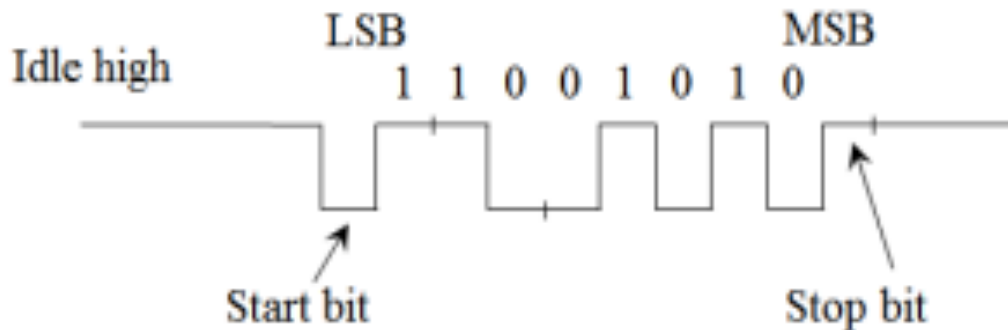 LSB MSB
Idle high
1 1 0 0 1 0 1 0
Start bit Stop bit